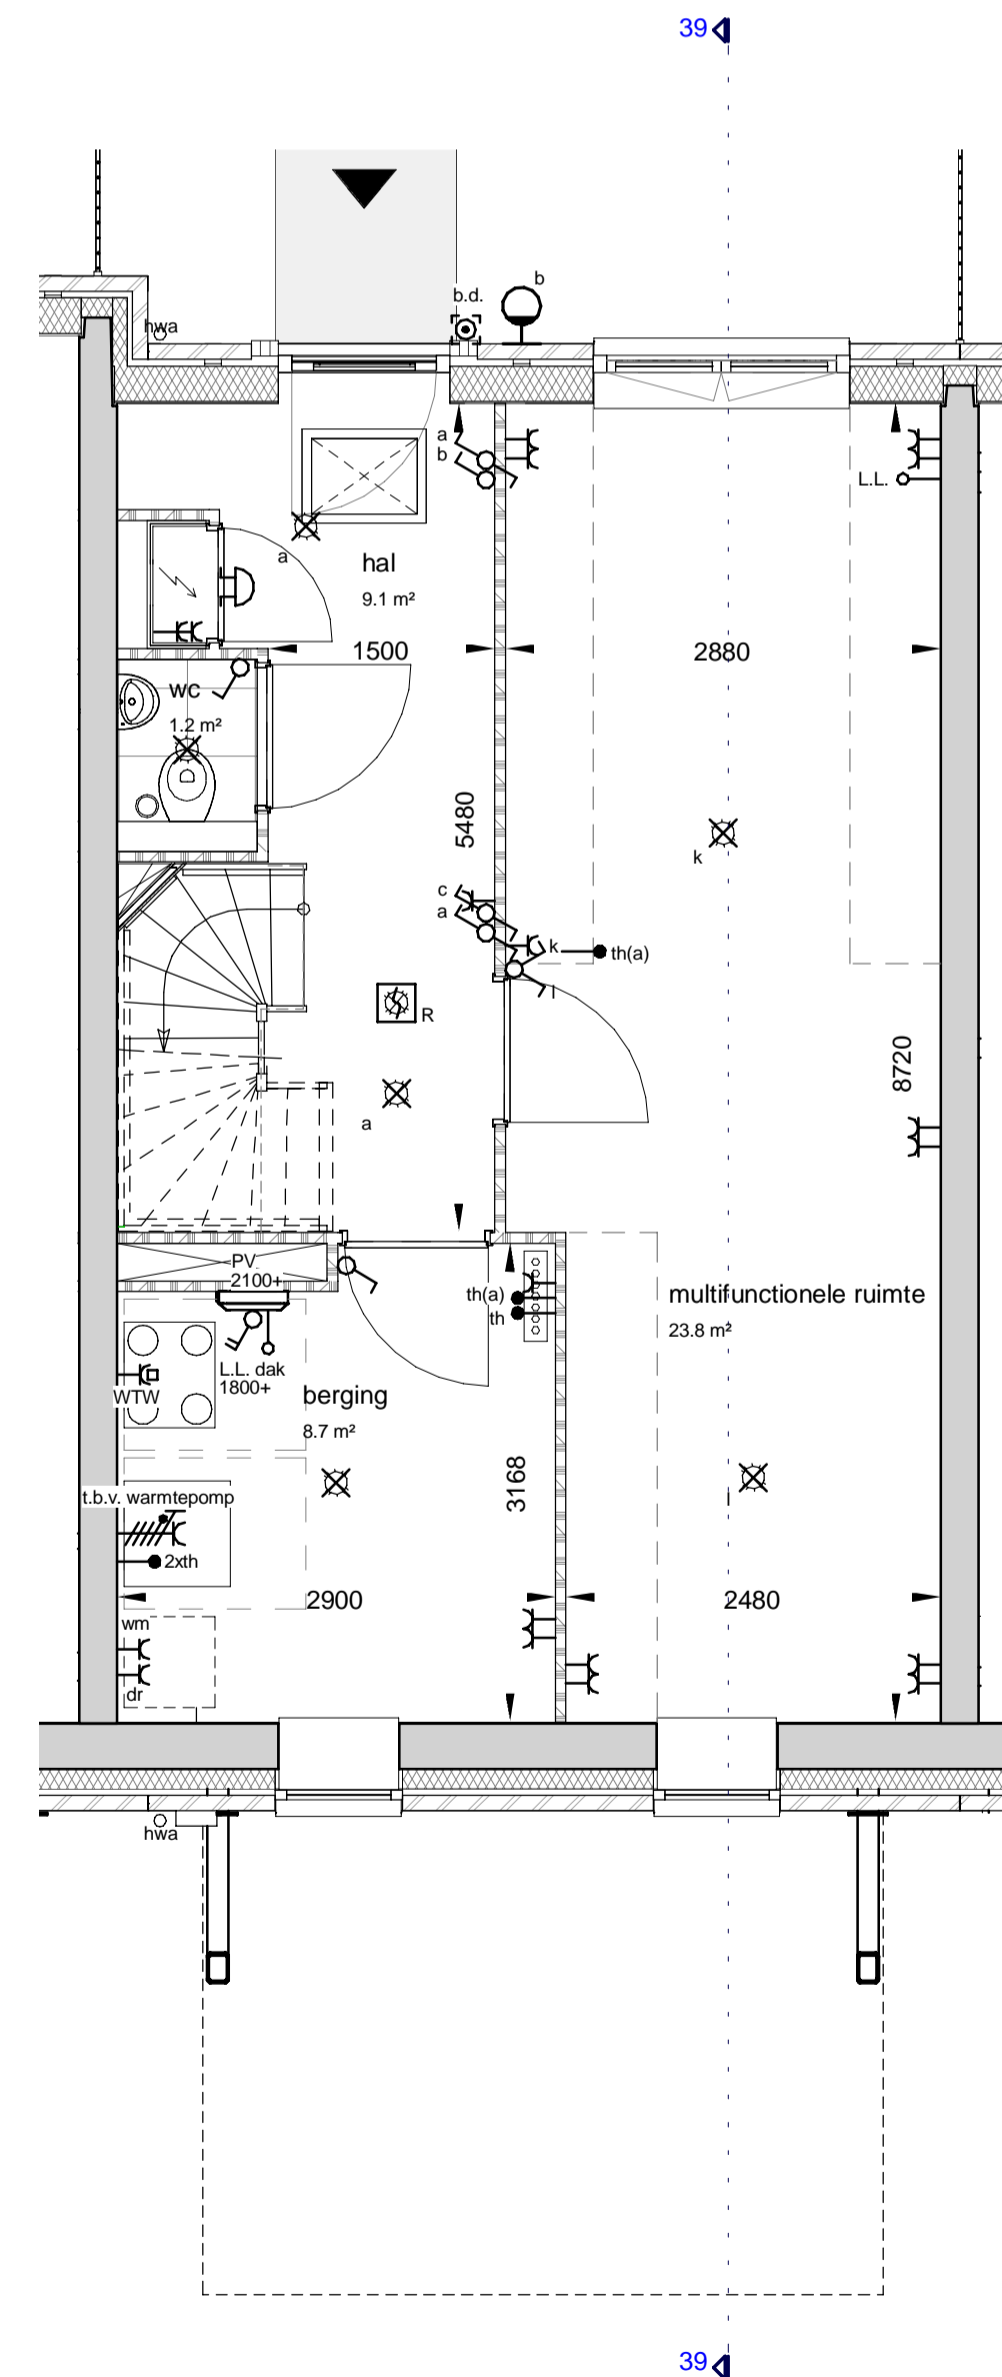 39
b
b.d.
hwa
a
b
L.L.
a
hal
9.1 m²
1500
2880
wc
1.2 m²
5480
k
c
a
k
th(a)
l
R
8720
a
PV
2100+
th(a)
th
multifunctionele ruimte
23.8 m²
L.L. dak
1800+
WTW
berging
8.7 m²
3168
l
t.b.v. warmtepomp
2xth
2900
2480
wm
dr
hwa
39